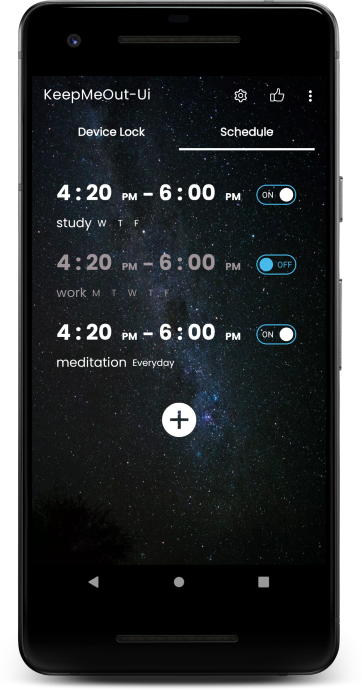 KeepMeOut-Ui
Device Lock Schedule
4:20 PM - 6:00 PM ON
study W T F
4:20 PM - 6:00 PM OFF
work M T W T F
4:20 PM - 6:00 PM ON
meditation Everyday